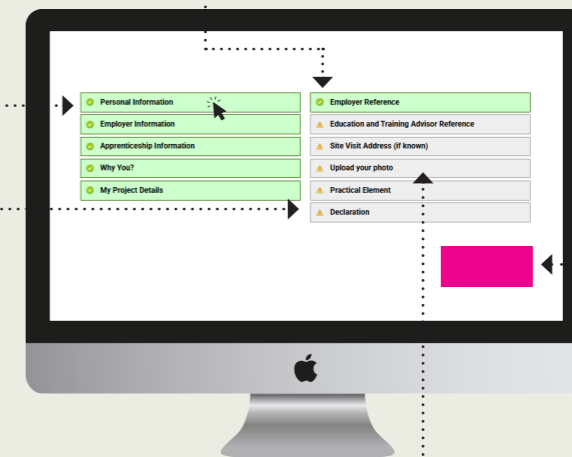 Personal Information
Employer Information
Apprenticeship Information
Why You?
My Project Details
Employer Reference
Education and Training Advisor Reference
Site Visit Address (if known)
Upload your photo
Practical Element
Declaration